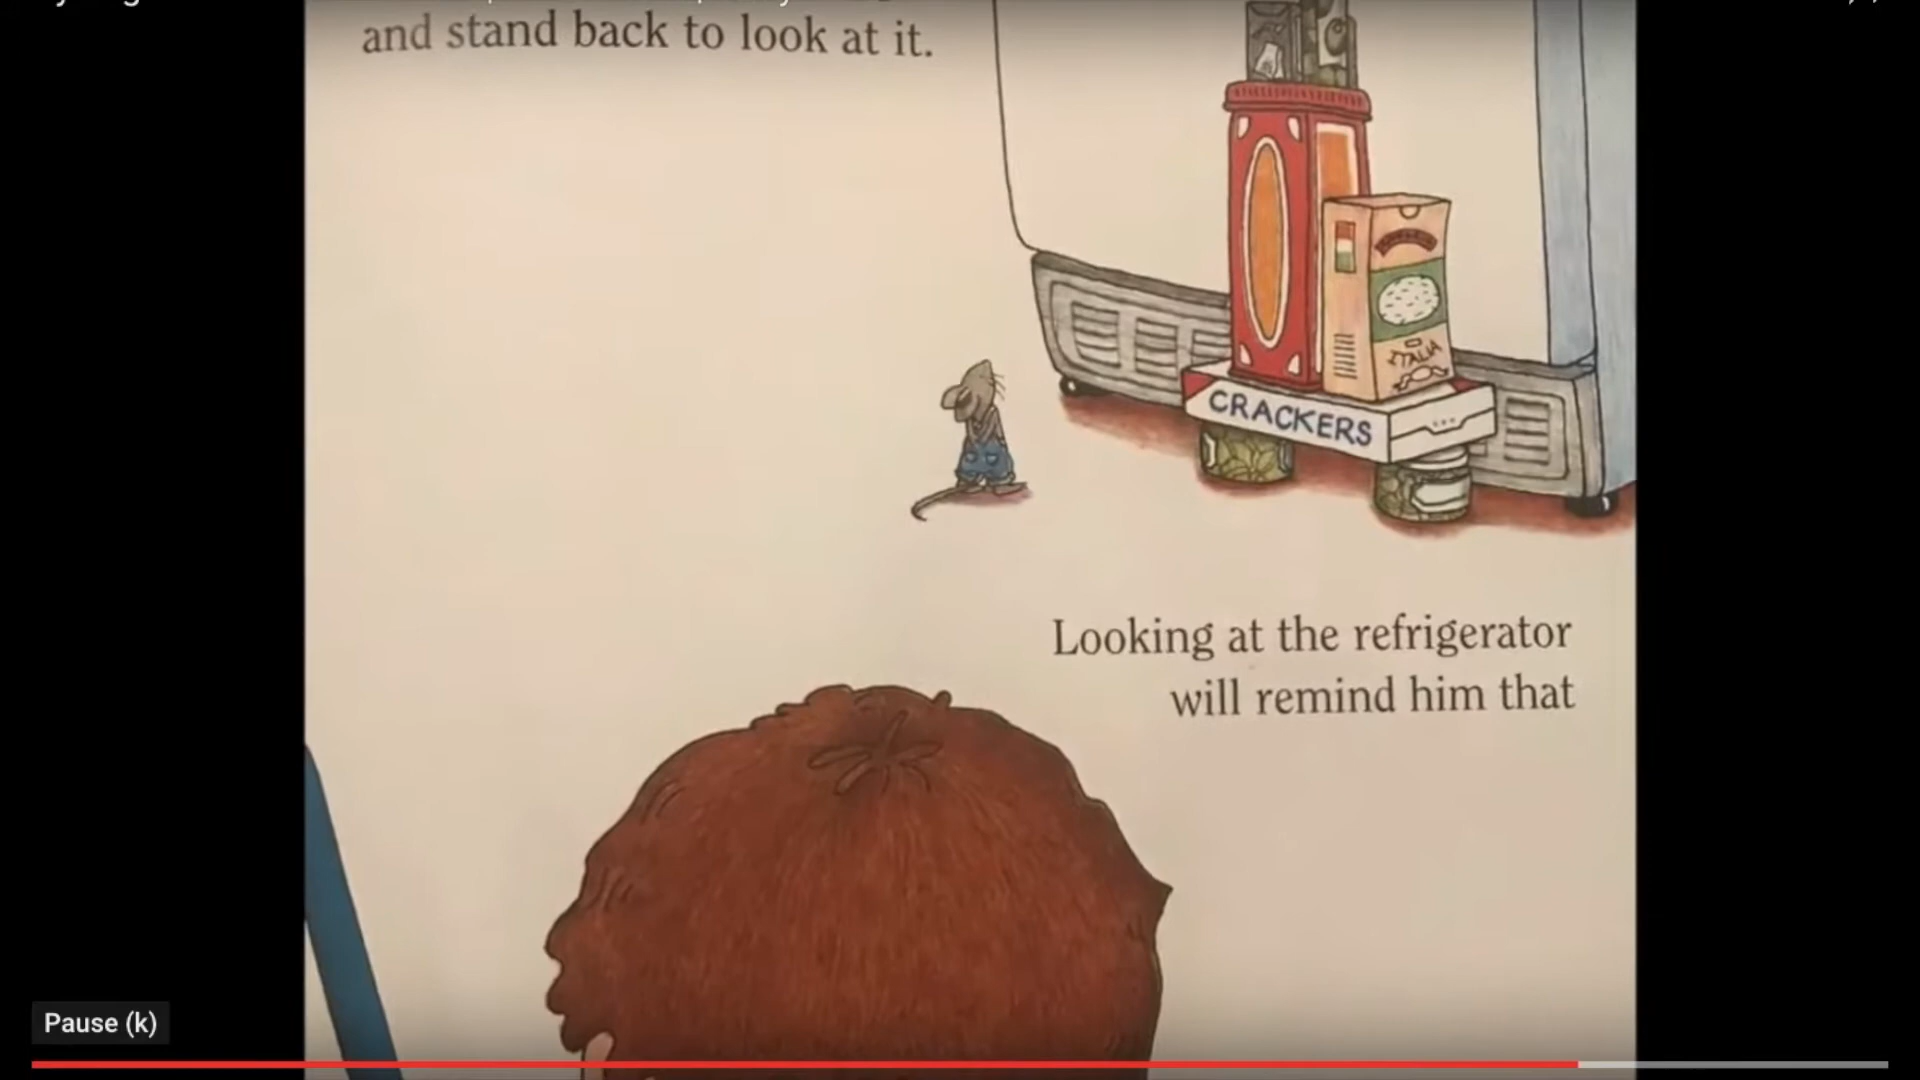 and stand back to look at it.
CRACKERS
ITALIA
Looking at the refrigerator
will remind him that
Pause (k)